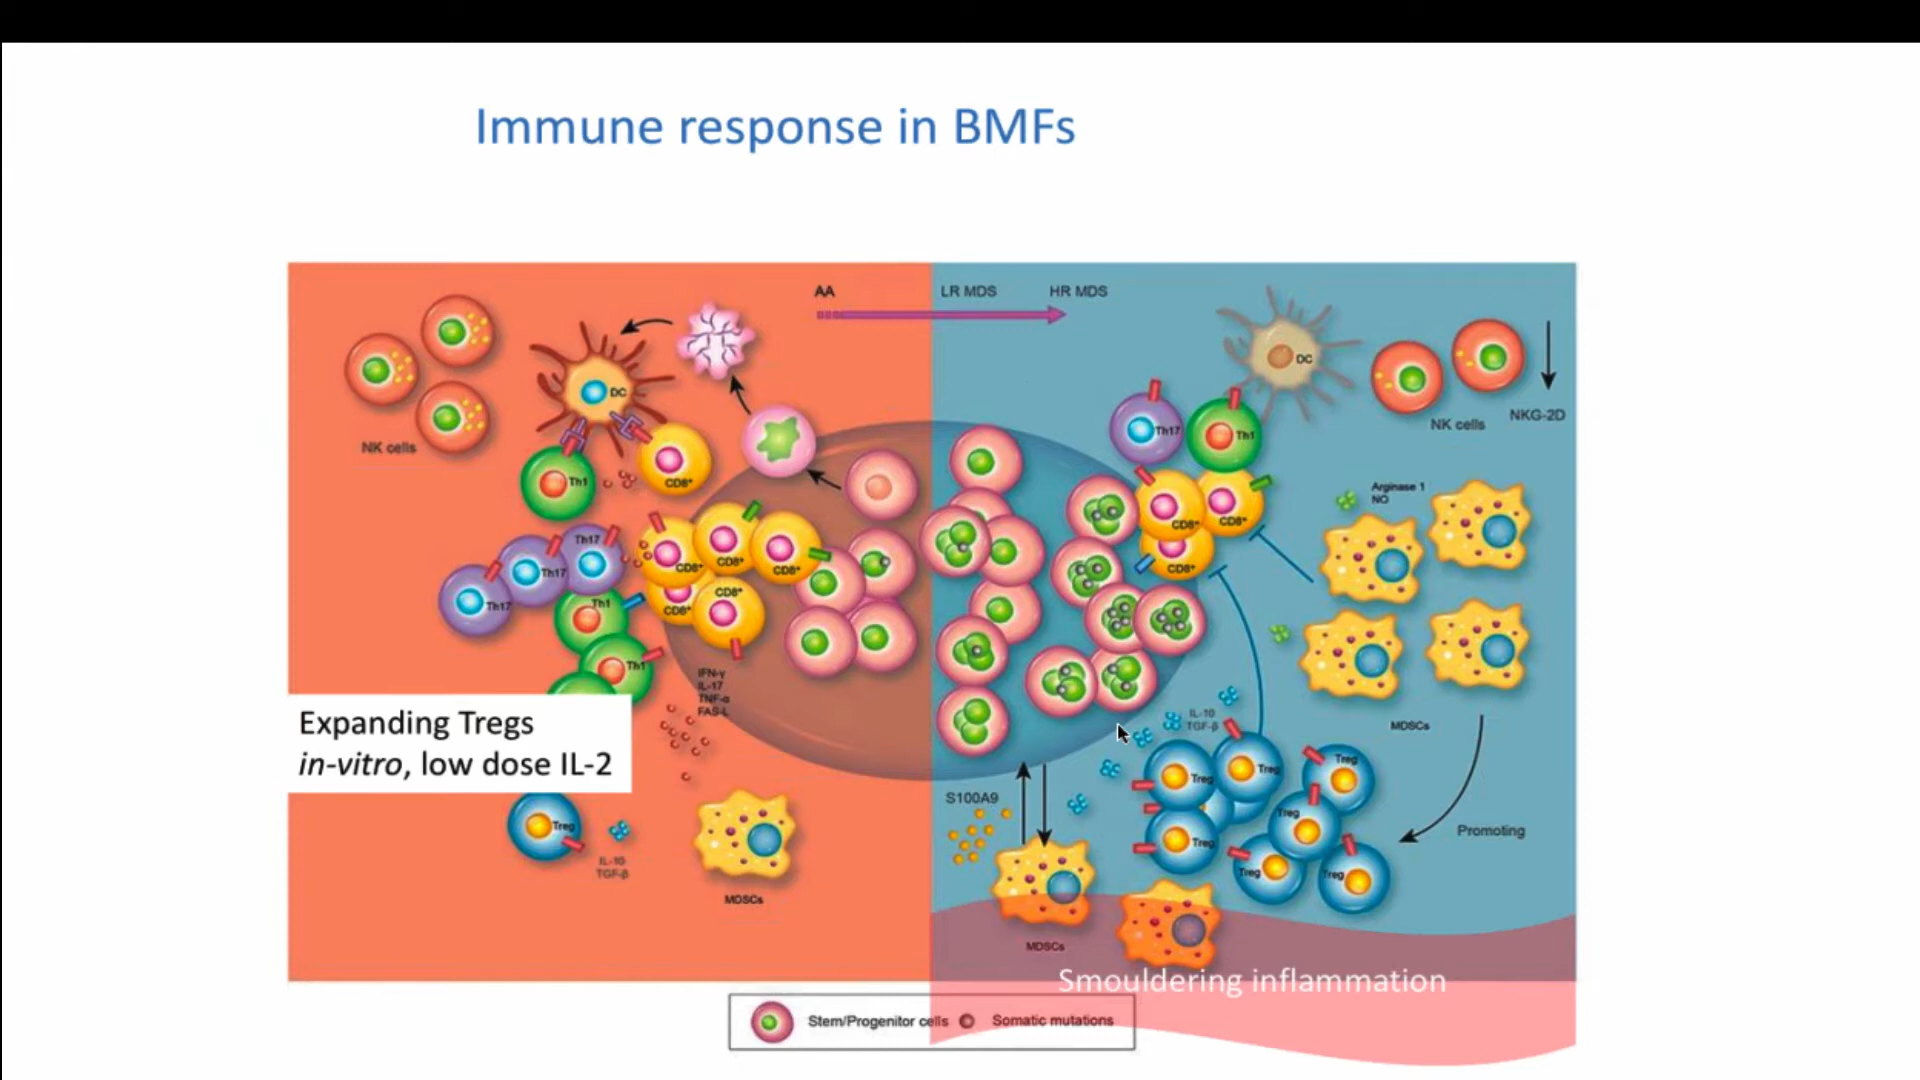 Immune response in BMFs
AA
LR MDS
HR MDS
DC
NK cells
Th1
CD8⁺
Th17
Th17
Th17
Th1
Th1
CD8⁺
CD8⁺
CD8⁺
CD8⁺
CD8⁺
IFN-γ
IL-17
TNF-α
FAS-L
Expanding Tregs
in-vitro, low dose IL-2
Treg
IL-10
TGF-β
MDSCs
DC
NK cells
NKG-2D
Th17
Th1
CD8⁺
CD8⁺
CD8⁺
Arginase 1
NO
MDSCs
IL-10
TGF-β
Treg
Treg
Treg
Treg
Treg
Treg
Treg
Promoting
S100A9
MDSCs
Smouldering inflammation
Stem/Progenitor cells
Somatic mutations